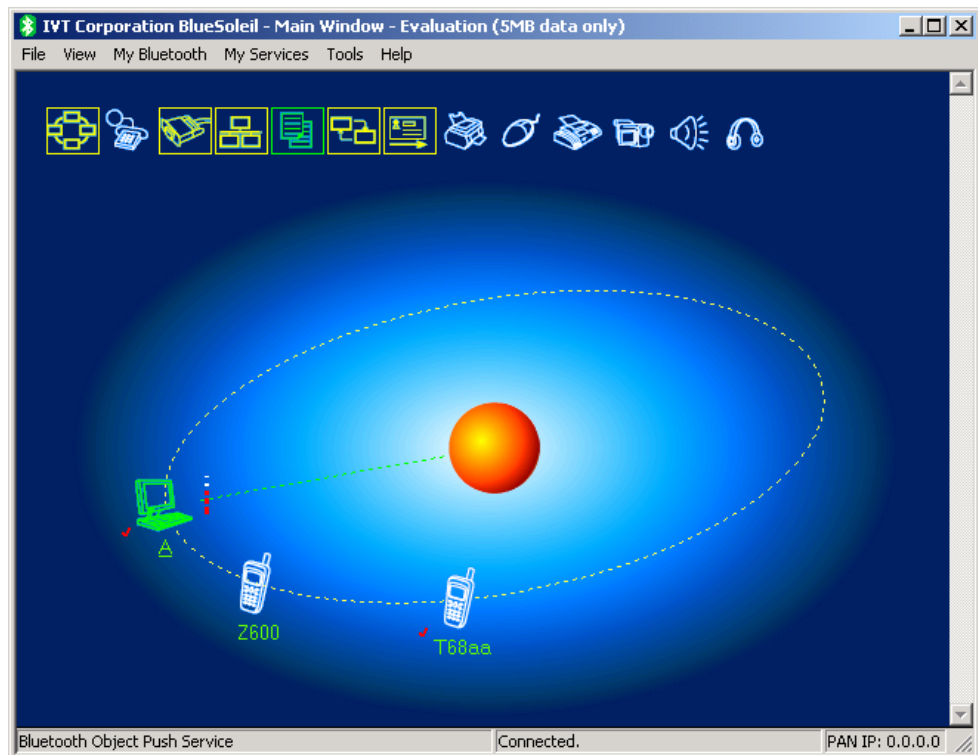 IVT Corporation BlueSoleil - Main Window - Evaluation (5MB data only)
File View My Bluetooth My Services Tools Help
A
Z600
T68aa
Bluetooth Object Push Service Connected. PAN IP: 0.0.0.0